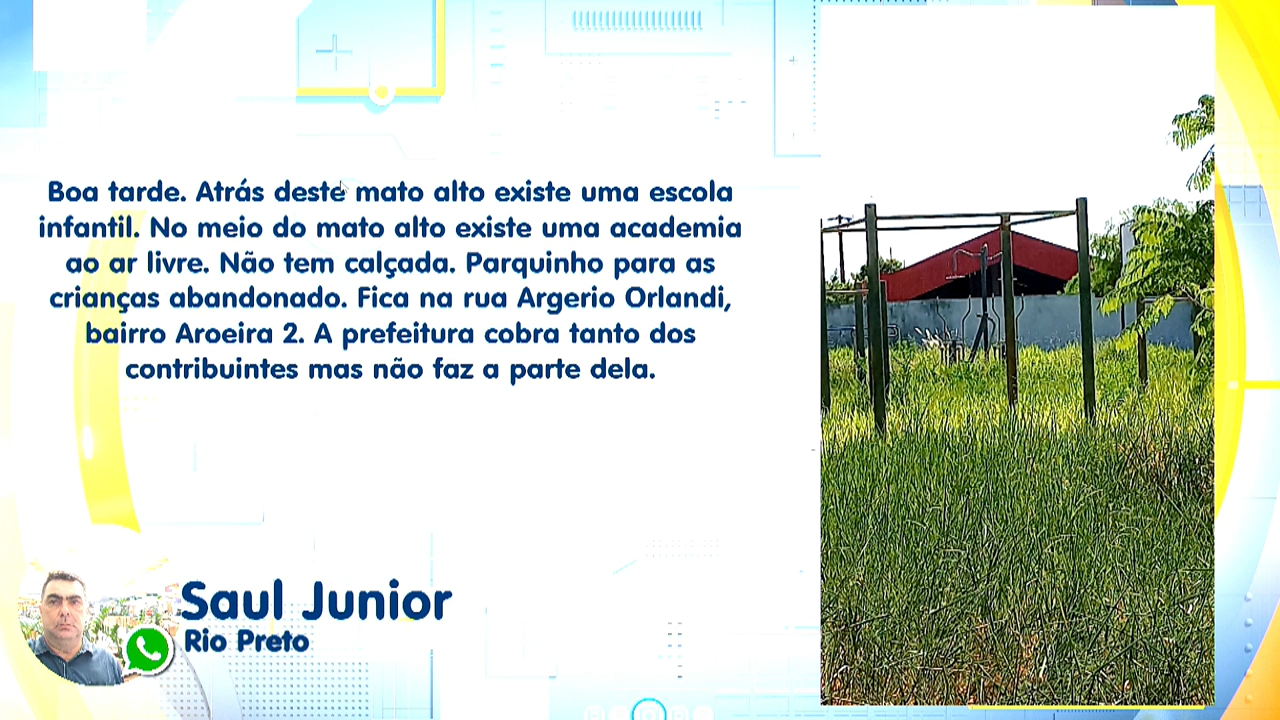 Boa tarde. Atrás deste mato alto existe uma escola
infantil. No meio do mato alto existe uma academia
ao ar livre. Não tem calçada. Parquinho para as
crianças abandonado. Fica na rua Argerio Orlandi,
bairro Aroeira 2. A prefeitura cobra tanto dos
contribuintes mas não faz a parte dela.
Saul Junior
Rio Preto